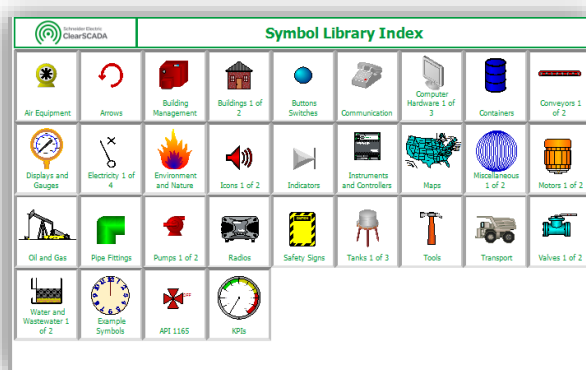 Schneider Electric
ClearSCADA
Symbol Library Index
Air Equipment
Arrows
Building
Management
Buildings 1 of
2
Buttons
Switches
Communication
Computer
Hardware 1 of
3
Containers
Conveyors 1
of 2
Displays and
Gauges
Electricity 1 of
4
Environment
and Nature
Icons 1 of 2
Indicators
Instruments
and Controllers
Maps
Miscellaneous
1 of 2
Motors 1 of 2
Oil and Gas
Pipe Fittings
Pumps 1 of 2
Radios
Safety Signs
Tanks 1 of 3
Tools
Transport
Valves 1 of 2
Water and
Wastewater 1
of 2
Example
Symbols
API 1165
KPIs